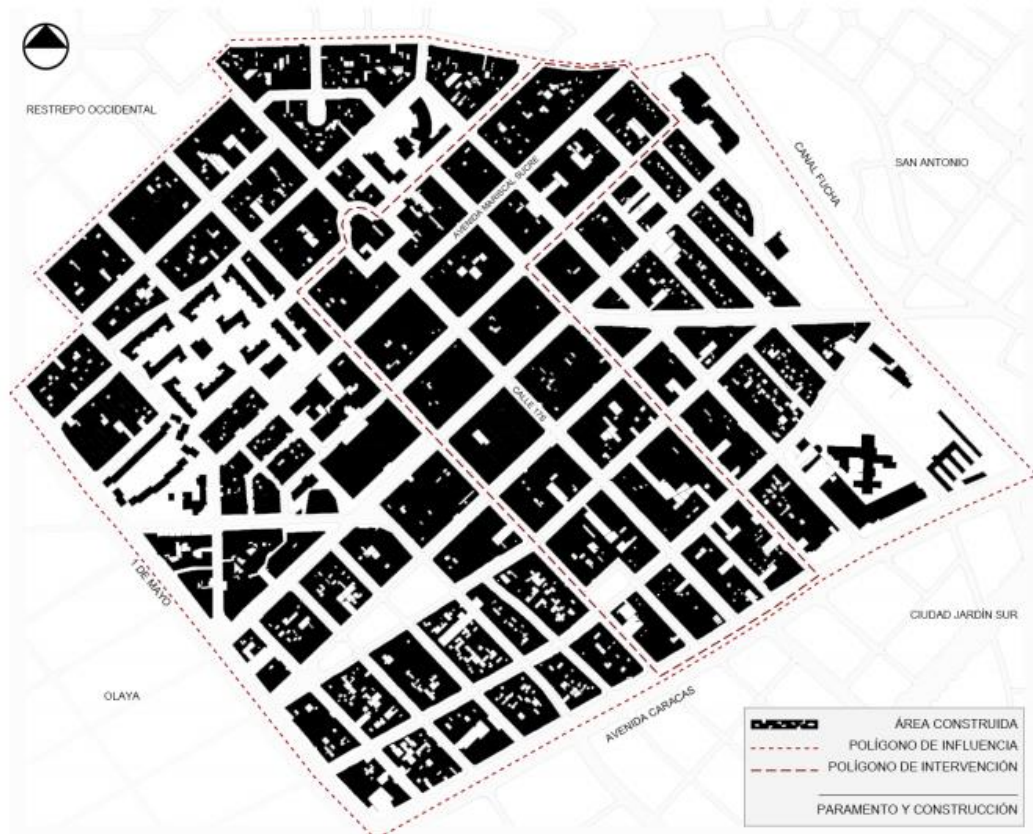 RESTREPO OCCIDENTAL
CANAL FUCHA
SAN ANTONIO
AVENIDA MARISCAL SUCRE
CALLE 17S
1 DE MAYO
CIUDAD JARDÍN SUR
OLAYA
AVENIDA CARACAS
ÁREA CONSTRUIDA
POLÍGONO DE INFLUENCIA
POLÍGONO DE INTERVENCIÓN
PARAMENTO Y CONSTRUCCIÓN